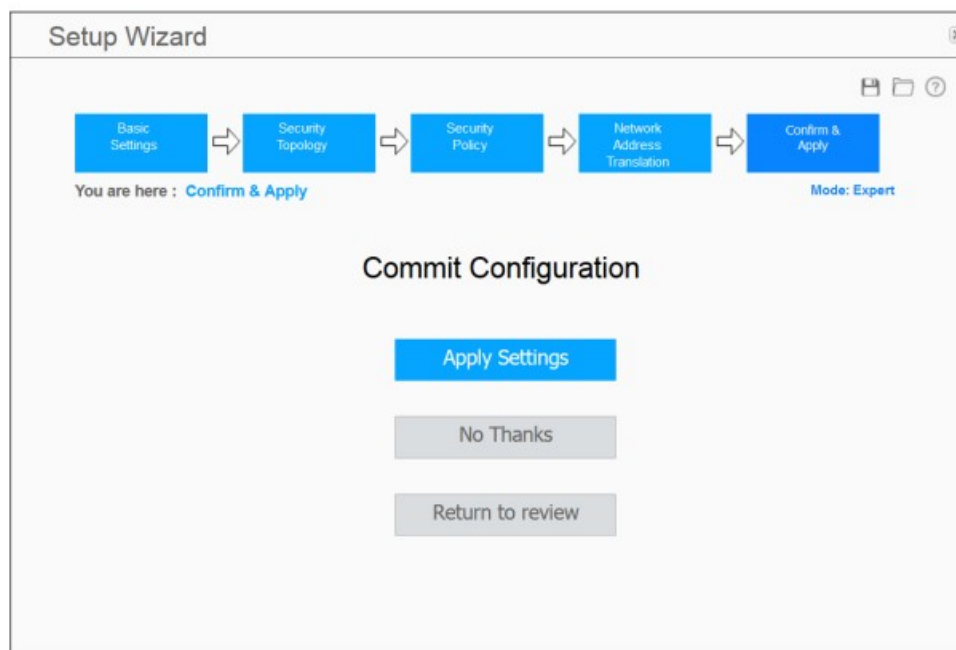 Setup Wizard
Basic
Settings
Security
Topology
Security
Policy
Network
Address
Translation
Confirm &
Apply
You are here : Confirm & Apply
Mode: Expert
Commit Configuration
Apply Settings
No Thanks
Return to review